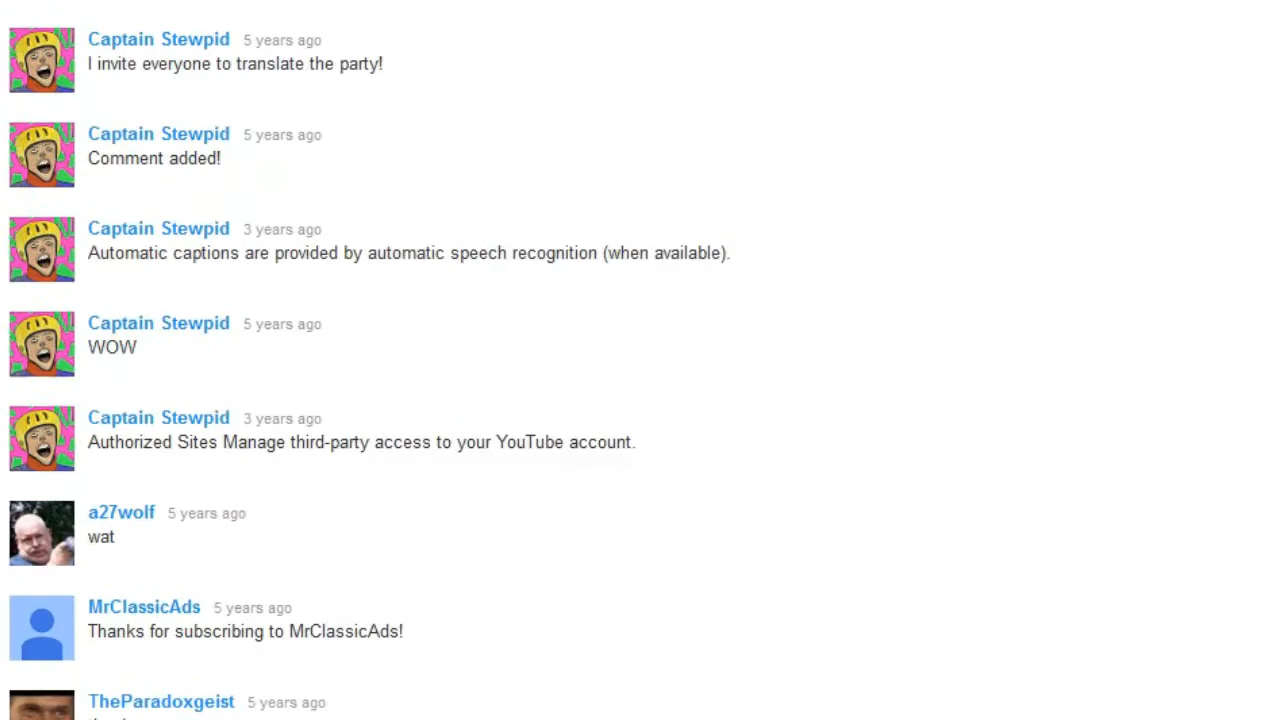 Captain Stewpid 5 years ago
I invite everyone to translate the party!
Captain Stewpid 5 years ago
Comment added!
Captain Stewpid 3 years ago
Automatic captions are provided by automatic speech recognition (when available).
Captain Stewpid 5 years ago
WOW
Captain Stewpid 3 years ago
Authorized Sites Manage third-party access to your YouTube account.
a27wolf 5 years ago
wat
MrClassicAds 5 years ago
Thanks for subscribing to MrClassicAds!
TheParadoxgeist 5 years ago